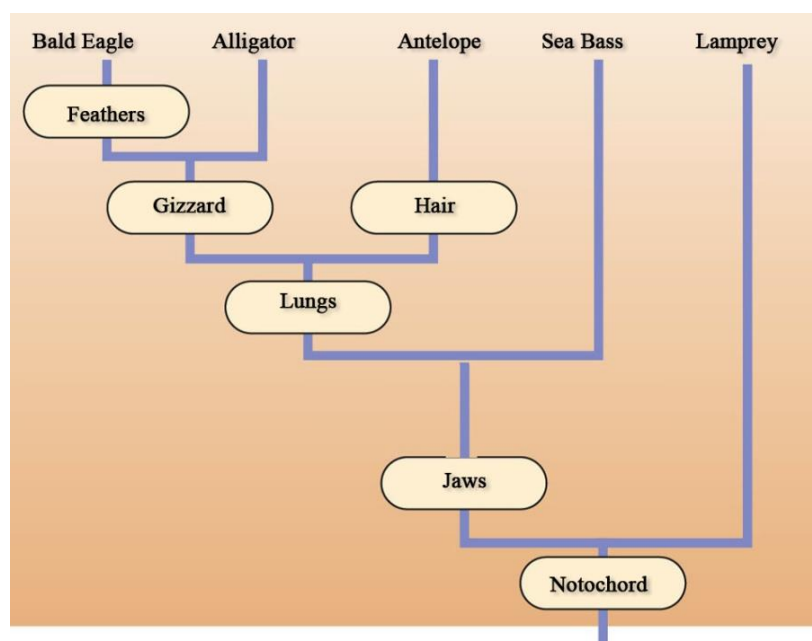 Bald Eagle Alligator Antelope Sea Bass Lamprey
Feathers
Gizzard Hair
Lungs
Jaws
Notochord